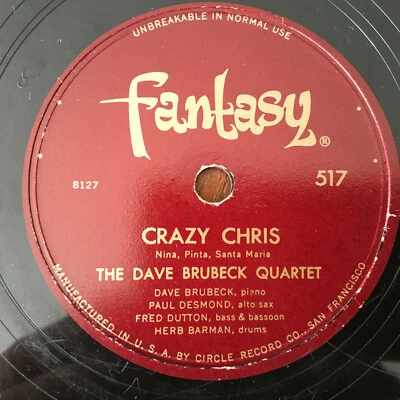 UNBREAKABLE IN NORMAL USE
Fantasy®
8127
517
CRAZY CHRIS
Nina, Pinta, Santa Maria
THE DAVE BRUBECK QUARTET
DAVE BRUBECK, piano
PAUL DESMOND, alto sax
FRED DUTTON, bass & bassoon
HERB BARMAN, drums
MANUFACTURED IN U. S. A. BY CIRCLE RECORD CO., SAN FRANCISCO